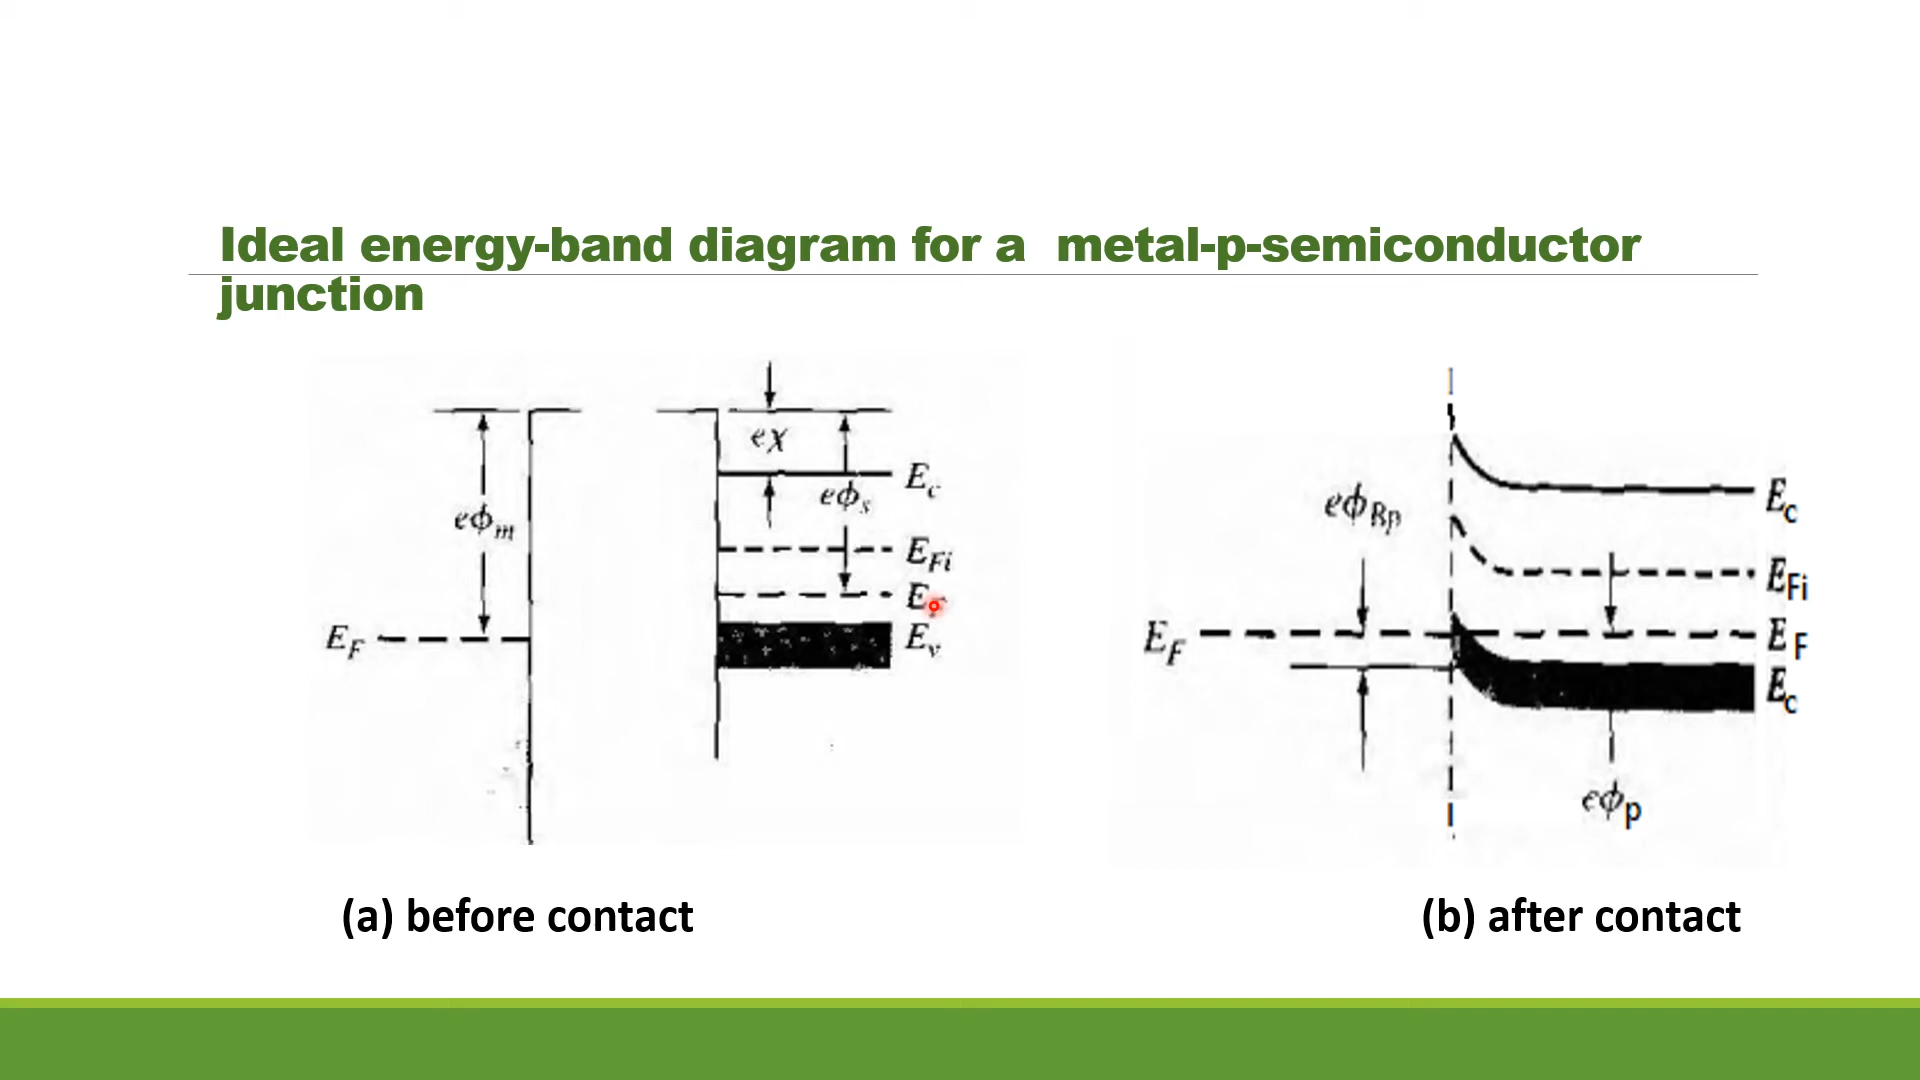 Ideal energy-band diagram for a metal-p-semiconductor
junction
eχ
eϕm
eϕs
Ec
EFi
EF
Ev
eϕBp
Ec
EFi
EF
EF
Ec
eϕp
(a) before contact
(b) after contact